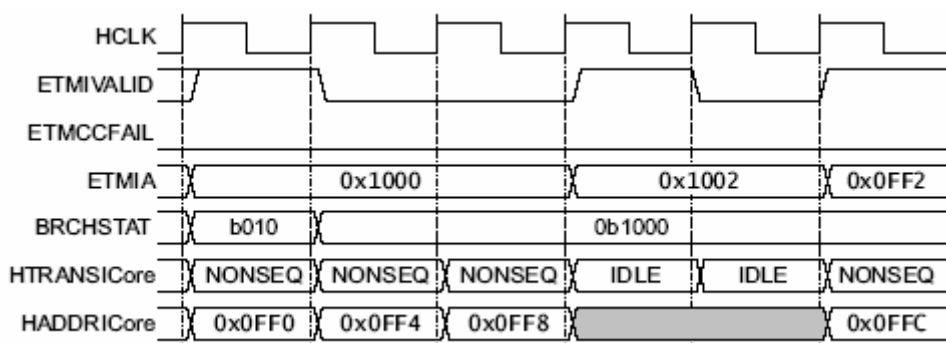 HCLK
ETMIVALID
ETMCCFAIL
ETMIA 0x1000 0x1002 0x0FF2
BRCHSTAT b010 0b1000
HTRANSICore NONSEQ NONSEQ NONSEQ IDLE IDLE NONSEQ
HADDRICore 0x0FF0 0x0FF4 0x0FF8 0x0FFC